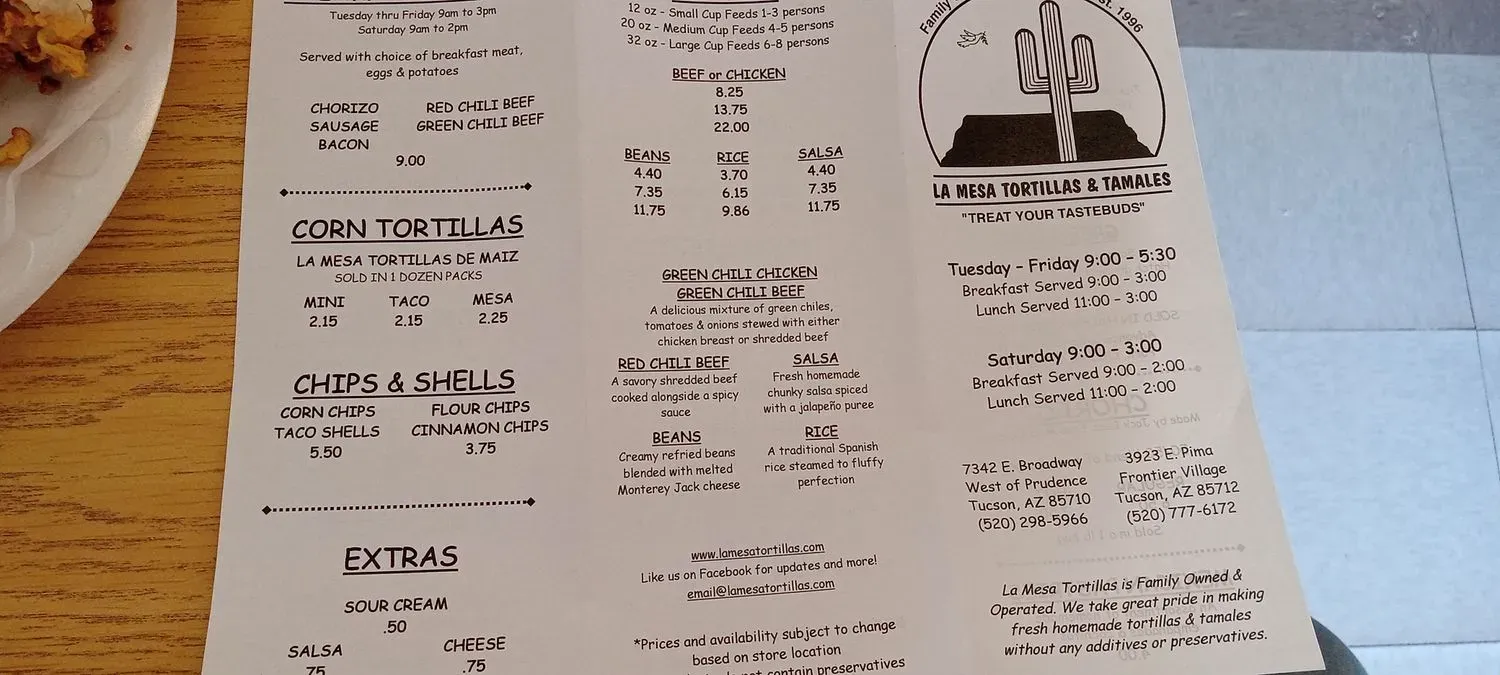 Tuesday thru Friday 9am to 3pm
Saturday 9am to 2pm
Served with choice of breakfast meat,
eggs & potatoes
CHORIZO RED CHILI BEEF
SAUSAGE GREEN CHILI BEEF
BACON
9.00
CORN TORTILLAS
LA MESA TORTILLAS DE MAIZ
SOLD IN 1 DOZEN PACKS
MINI TACO MESA
2.15 2.15 2.25
CHIPS & SHELLS
CORN CHIPS FLOUR CHIPS
TACO SHELLS CINNAMON CHIPS
5.50 3.75
EXTRAS
SOUR CREAM
.50
SALSA CHEESE
.75 .75
12 oz - Small Cup Feeds 1-3 persons
20 oz - Medium Cup Feeds 4-5 persons
32 oz - Large Cup Feeds 6-8 persons
BEEF or CHICKEN
8.25
13.75
22.00
BEANS RICE SALSA
4.40 3.70 4.40
7.35 6.15 7.35
11.75 9.86 11.75
GREEN CHILI CHICKEN
GREEN CHILI BEEF
A delicious mixture of green chiles,
tomatoes & onions stewed with either
chicken breast or shredded beef
RED CHILI BEEF
A savory shredded beef
cooked alongside a spicy
sauce
SALSA
Fresh homemade
chunky salsa spiced
with a jalapeño puree
BEANS
Creamy refried beans
blended with melted
Monterey Jack cheese
RICE
A traditional Spanish
rice steamed to fluffy
perfection
www.lamesatortillas.com
Like us on Facebook for updates and more!
email@lamesatortillas.com
*Prices and availability subject to change
based on store location
not contain preservatives
Family
1996
LA MESA TORTILLAS & TAMALES
"TREAT YOUR TASTEBUDS"
Tuesday - Friday 9:00 - 5:30
Breakfast Served 9:00 - 3:00
Lunch Served 11:00 - 3:00
Saturday 9:00 - 3:00
Breakfast Served 9:00 - 2:00
Lunch Served 11:00 - 2:00
7342 E. Broadway
West of Prudence
Tucson, AZ 85710
(520) 298-5966
3923 E. Pima
Frontier Village
Tucson, AZ 85712
(520) 777-6172
La Mesa Tortillas is Family Owned &
Operated. We take great pride in making
fresh homemade tortillas & tamales
without any additives or preservatives.